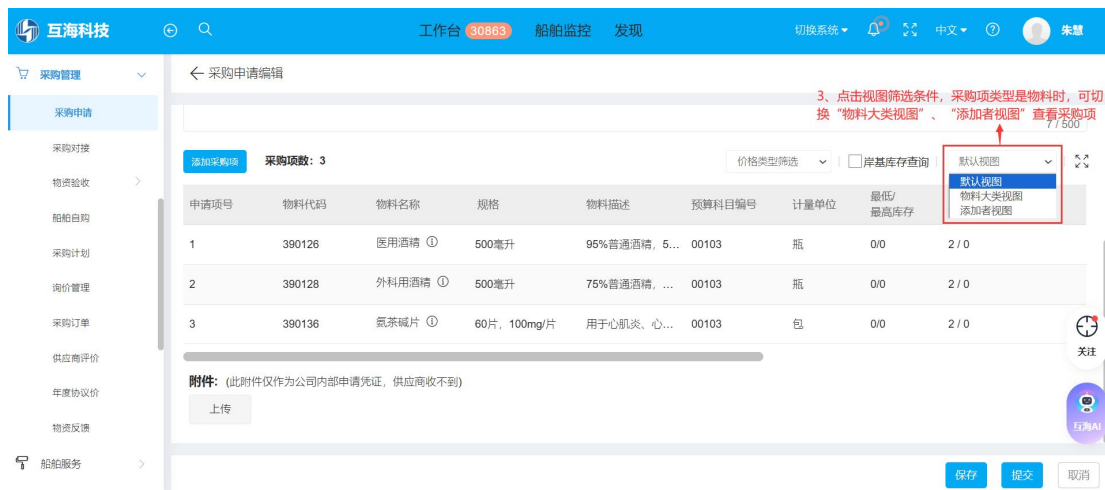 互海科技
工作台 30863 船舶监控 发现
切换系统 中文 朱慧
采购管理
采购申请
采购对接
物资验收
船舶自购
采购计划
询价管理
采购订单
供应商评价
年度协议价
物资反馈
船舶服务
← 采购申请编辑
3、点击视图筛选条件，采购项类型是物料时，可切
换“物料大类视图”、“添加者视图”查看采购项
7 / 500
添加采购项 采购项数：3 价格类型筛选 岸基库存查询 默认视图
默认视图
物料大类视图
添加者视图
申请项号 物料代码 物料名称 规格 物料描述 预算科目编号 计量单位 最低/
最高库存
1 390126 医用酒精 500毫升 95%普通酒精，5... 00103 瓶 0/0 2 / 0
2 390128 外科用酒精 500毫升 75%普通酒精，... 00103 瓶 0/0 2 / 0
3 390136 氨茶碱片 60片，100mg/片 用于心肌炎、心... 00103 包 0/0 2 / 0
附件：(此附件仅作为公司内部申请凭证，供应商收不到)
上传
关注
互海AI
保存 提交 取消